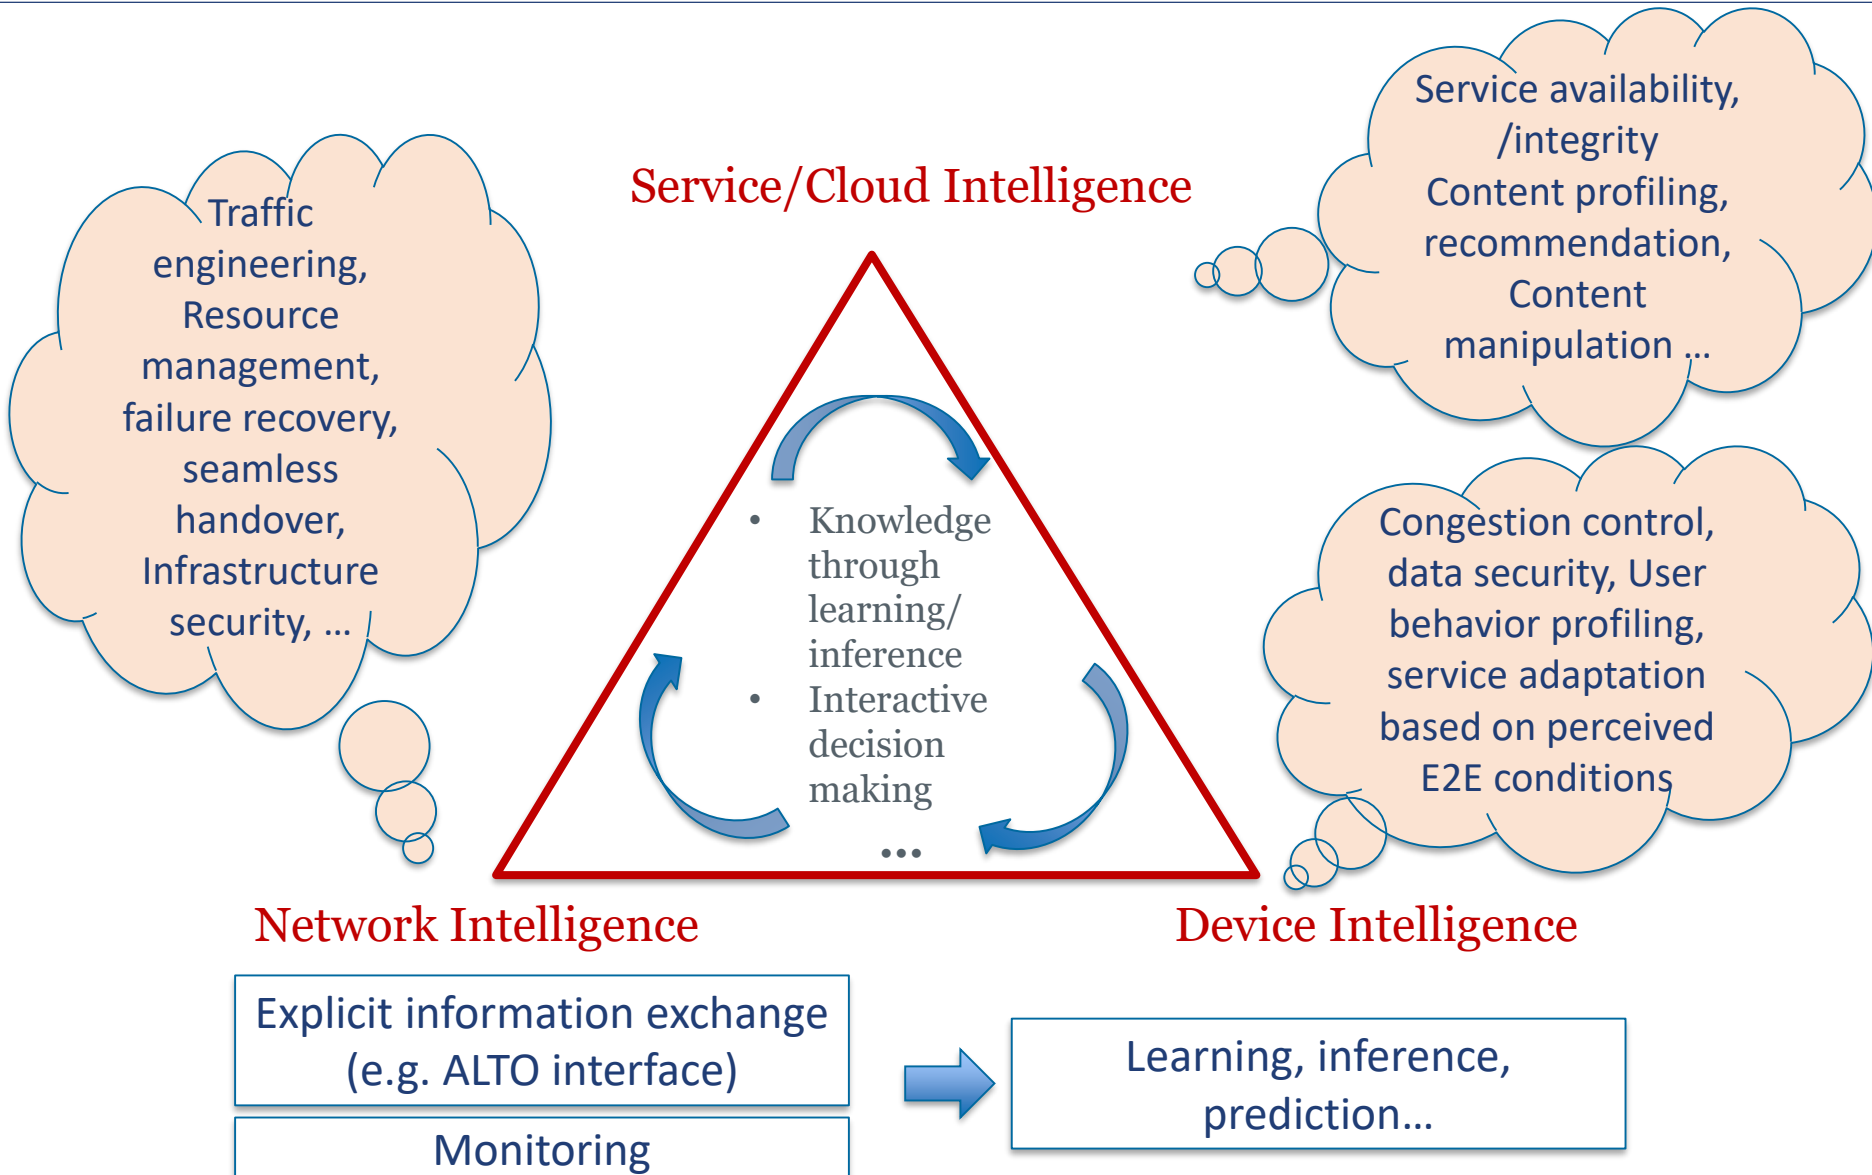 Service/Cloud Intelligence
Traffic
engineering,
Resource
management,
failure recovery,
seamless
handover,
Infrastructure
security, ...
Service availability,
/integrity
Content profiling,
recommendation,
Content
manipulation ...
• Knowledge
through
learning/
inference
• Interactive
decision
making
...
Congestion control,
data security, User
behavior profiling,
service adaptation
based on perceived
E2E conditions
Network Intelligence
Device Intelligence
Explicit information exchange
(e.g. ALTO interface)
Monitoring
Learning, inference,
prediction...